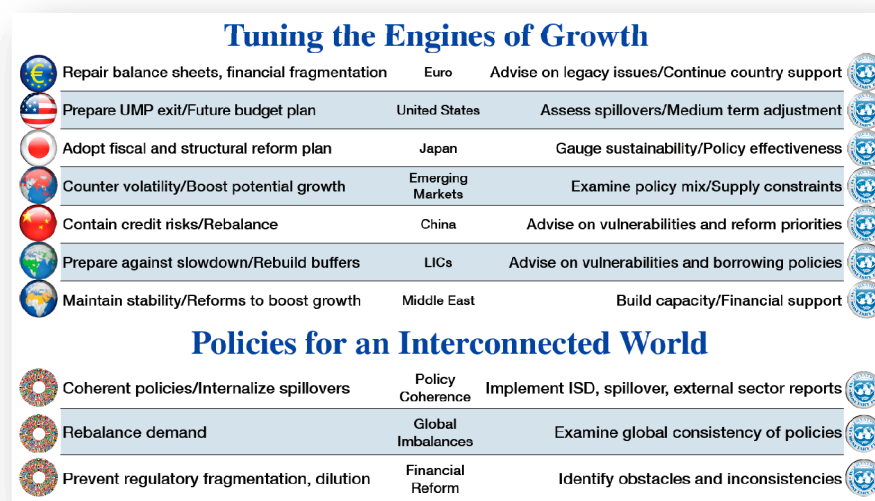 Tuning the Engines of Growth
Repair balance sheets, financial fragmentation Euro Advise on legacy issues/Continue country support
Prepare UMP exit/Future budget plan United States Assess spillovers/Medium term adjustment
Adopt fiscal and structural reform plan Japan Gauge sustainability/Policy effectiveness
Counter volatility/Boost potential growth Emerging Markets Examine policy mix/Supply constraints
Contain credit risks/Rebalance China Advise on vulnerabilities and reform priorities
Prepare against slowdown/Rebuild buffers LICs Advise on vulnerabilities and borrowing policies
Maintain stability/Reforms to boost growth Middle East Build capacity/Financial support
Policies for an Interconnected World
Coherent policies/Internalize spillovers Policy Coherence Implement ISD, spillover, external sector reports
Rebalance demand Global Imbalances Examine global consistency of policies
Prevent regulatory fragmentation, dilution Financial Reform Identify obstacles and inconsistencies